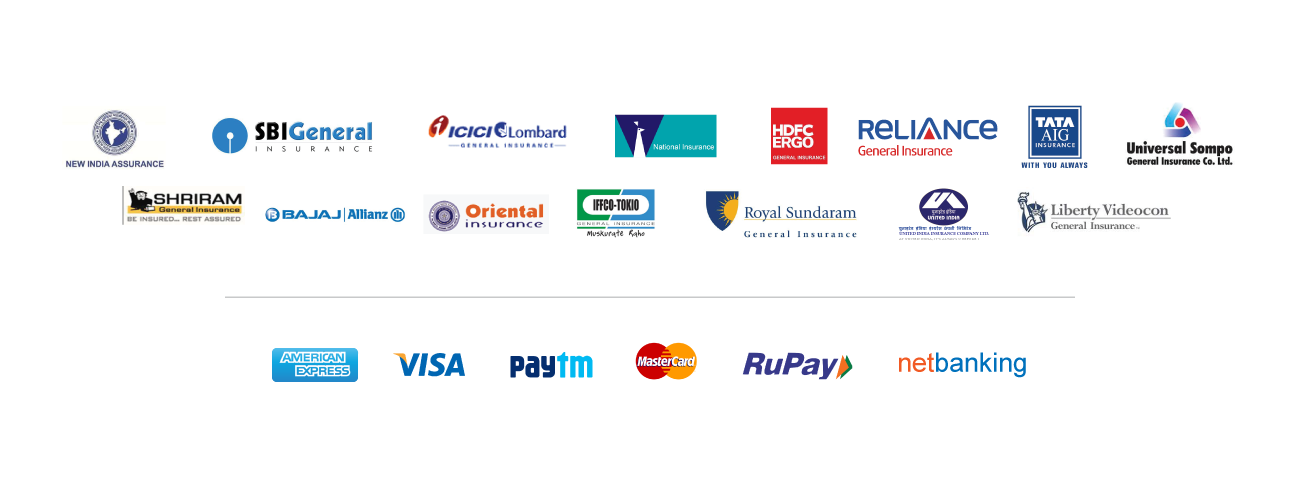 NEW INDIA ASSURANCE
SBIGeneral
INSURANCE
ICICI Lombard
GENERAL INSURANCE
National Insurance
HDFC
ERGO
GENERAL INSURANCE
RELIANCE
General Insurance
TATA
AIG
INSURANCE
WITH YOU ALWAYS
Universal Sompo
General Insurance Co. Ltd.
SHRIRAM
General Insurance
BE INSURED... REST ASSURED
BAJAJ | Allianz
Oriental
insurance
IFFCO-TOKIO
GENERAL INSURANCE
Muskurate Raho
Royal Sundaram
General Insurance
UNITED INDIA
UNITED INDIA INSURANCE COMPANY LTD.
Liberty Videocon
General Insurance
AMERICAN
EXPRESS
VISA
paytm
MasterCard
RuPay
netbanking